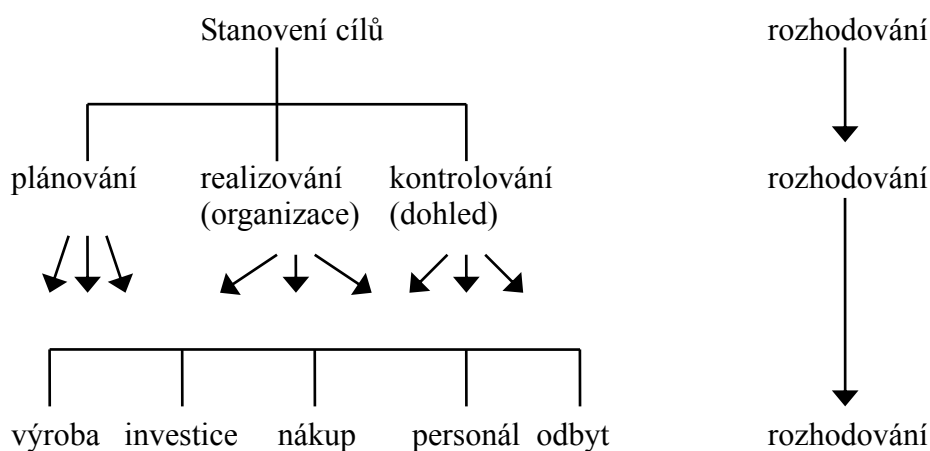 Stanovení cílů rozhodování
plánování realizování kontrolování rozhodování
(organizace) (dohled)
výroba investice nákup personál odbyt rozhodování